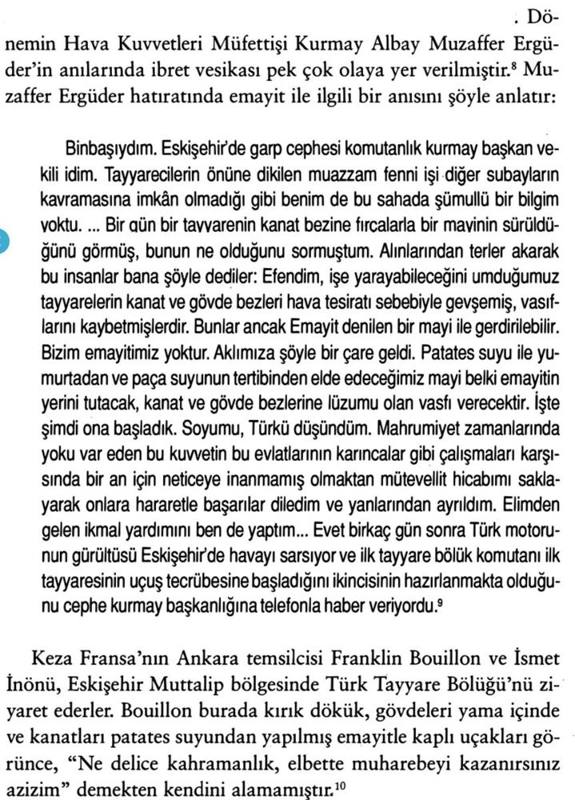 . Dö-
nemin Hava Kuvvetleri Müfettişi Kurmay Albay Muzaffer Ergü-
der’in anılarında ibret vesikası pek çok olaya yer verilmiştir.⁸ Mu-
zaffer Ergüder hatıratında emayit ile ilgili bir anısını şöyle anlatır:
Binbaşıydım. Eskişehir’de garp cephesi komutanlık kurmay başkan ve-
kili idim. Tayyarecilerin önüne dikilen muazzam fenni işi diğer subayların
kavramasına imkân olmadığı gibi benim de bu sahada şümullü bir bilgim
yoktu. ... Bir gün bir tayyarenin kanat bezine fırçalarla bir mayinin sürüldü-
ğünü görmüş, bunun ne olduğunu sormuştum. Alınlarından terler akarak
bu insanlar bana şöyle dediler: Efendim, işe yarayabileceğini umduğumuz
tayyarelerin kanat ve gövde bezleri hava tesiratı sebebiyle gevşemiş, vasıf-
larını kaybetmişlerdir. Bunlar ancak Emayit denilen bir mayi ile gerdirilebilir.
Bizim emayitimiz yoktur. Aklımıza şöyle bir çare geldi. Patates suyu ile yu-
murtadan ve paça suyunun tertibinden elde edeceğimiz mayi belki emayitin
yerini tutacak, kanat ve gövde bezlerine lüzumu olan vasfı verecektir. İşte
şimdi ona başladık. Soyumu, Türkü düşündüm. Mahrumiyet zamanlarında
yoku var eden bu kuvvetin bu evlatlarının karıncalar gibi çalışmaları karşı-
sında bir an için neticeye inanmamış olmaktan mütevellit hicabımı sakla-
yarak onlara hararetle başarılar diledim ve yanlarından ayrıldım. Elimden
gelen ikmal yardımını ben de yaptım... Evet birkaç gün sonra Türk motoru-
nun gürültüsü Eskişehir’de havayı sarsıyor ve ilk tayyare bölük komutanı ilk
tayyaresinin uçuş tecrübesine başladığını ikincisinin hazırlanmakta olduğu-
nu cephe kurmay başkanlığına telefonla haber veriyordu.⁹
Keza Fransa’nın Ankara temsilcisi Franklin Bouillon ve İsmet
İnönü, Eskişehir Muttalip bölgesinde Türk Tayyare Bölüğü’nü zi-
yaret ederler. Bouillon burada kırık dökük, gövdeleri yama içinde
ve kanatları patates suyundan yapılmış emayitle kaplı uçakları gö-
rünce, “Ne delice kahramanlık, elbette muharebeyi kazanırsınız
azizim” demekten kendini alamamıştır.¹⁰